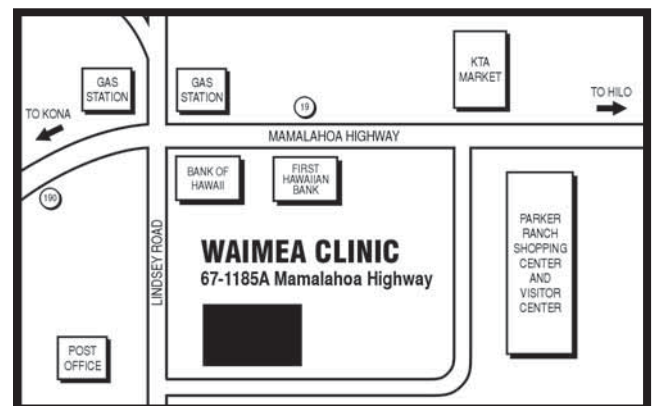 GAS
STATION
GAS
STATION
KTA
MARKET
TO HILO
TO KONA
19
MAMALAHOA HIGHWAY
BANK OF
HAWAII
FIRST
HAWAIIAN
BANK
190
LINDSEY ROAD
WAIMEA CLINIC
67-1185A Mamalahoa Highway
PARKER
RANCH
SHOPPING
CENTER
AND
VISITOR
CENTER
POST
OFFICE